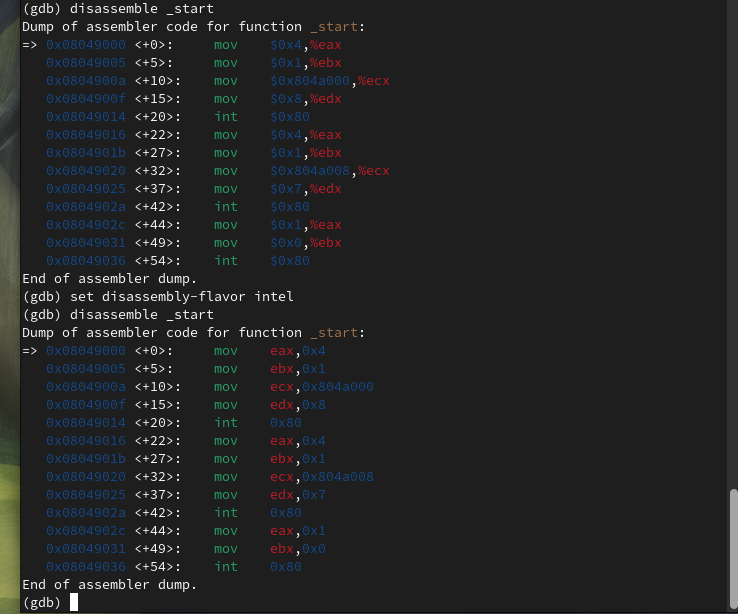 (gdb) disassemble _start
Dump of assembler code for function _start:
=> 0x08049000 <+0>:     mov    $0x4,%eax
   0x08049005 <+5>:     mov    $0x1,%ebx
   0x0804900a <+10>:    mov    $0x804a000,%ecx
   0x0804900f <+15>:    mov    $0x8,%edx
   0x08049014 <+20>:    int    $0x80
   0x08049016 <+22>:    mov    $0x4,%eax
   0x0804901b <+27>:    mov    $0x1,%ebx
   0x08049020 <+32>:    mov    $0x804a008,%ecx
   0x08049025 <+37>:    mov    $0x7,%edx
   0x0804902a <+42>:    int    $0x80
   0x0804902c <+44>:    mov    $0x1,%eax
   0x08049031 <+49>:    mov    $0x0,%ebx
   0x08049036 <+54>:    int    $0x80
End of assembler dump.
(gdb) set disassembly-flavor intel
(gdb) disassemble _start
Dump of assembler code for function _start:
=> 0x08049000 <+0>:     mov    eax,0x4
   0x08049005 <+5>:     mov    ebx,0x1
   0x0804900a <+10>:    mov    ecx,0x804a000
   0x0804900f <+15>:    mov    edx,0x8
   0x08049014 <+20>:    int    0x80
   0x08049016 <+22>:    mov    eax,0x4
   0x0804901b <+27>:    mov    ebx,0x1
   0x08049020 <+32>:    mov    ecx,0x804a008
   0x08049025 <+37>:    mov    edx,0x7
   0x0804902a <+42>:    int    0x80
   0x0804902c <+44>:    mov    eax,0x1
   0x08049031 <+49>:    mov    ebx,0x0
   0x08049036 <+54>:    int    0x80
End of assembler dump.
(gdb)